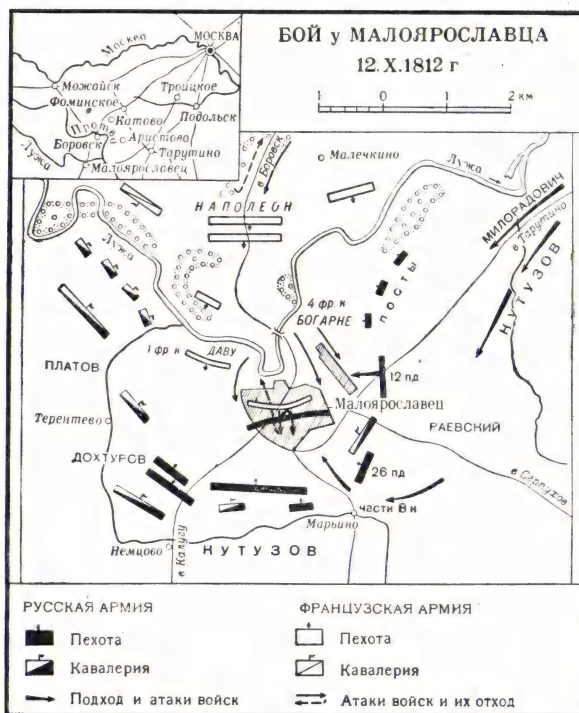 БОЙ у МАЛОЯРОСЛАВЦА
12.X.1812 г
1 0 1 2 км
Москва
МОСКВА
Можайск
Фоминское
Троицкое
Катово
Подольск
Протва
Аристово
Боровск
Тарутино
Лужа
Малоярославец
в Боровск
Малечкино
Лужа
НАПОЛЕОН
МИЛОРАДОВИЧ
в Тарутино
КУТУЗОВ
Лужа
ПОСТЫ
4 фр. к
БОГАРНЕ
1 фр к
ДАВУ
ПЛАТОВ
12 пд
Малоярославец
Терентево
РАЕВСКИЙ
ДОХТУРОВ
26 пд
в Серпухов
части 8 к
Марьино
Немцово
в Калугу
КУТУЗОВ
РУССКАЯ АРМИЯ
Пехота
Кавалерия
Подход и атаки войск
ФРАНЦУЗСКАЯ АРМИЯ
Пехота
Кавалерия
Атаки войск и их отход